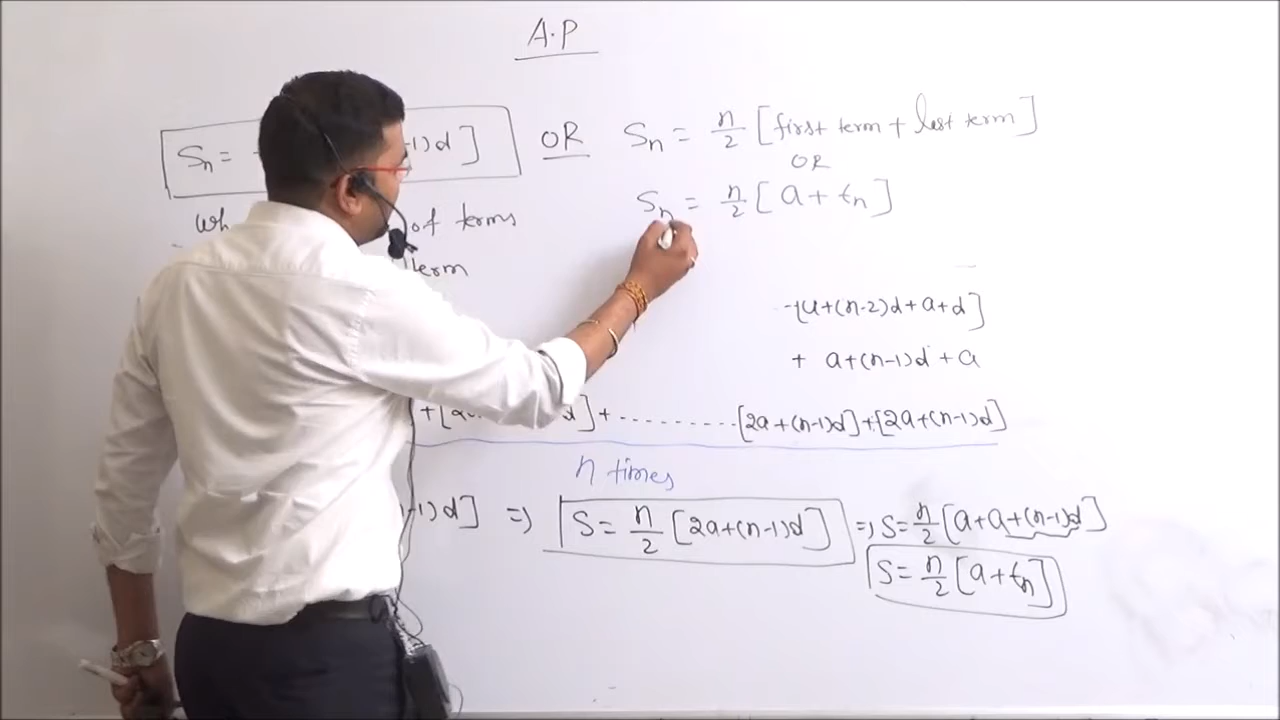 A.P
Sn = -1)d ] OR Sn = n/2 [first term + last term]
OR
Sn = n/2 [a + tn]
of terms
term
a+(n-2)d + a+d]
+ a+(n-1)d + a
+[ d]+ ........... [2a+(n-1)d]+[2a+(n-1)d]
n times
-1)d] => S = n/2 [2a+(n-1)d] => S = n/2 [a+a+(n-1)d]
S = n/2 [a+tn]